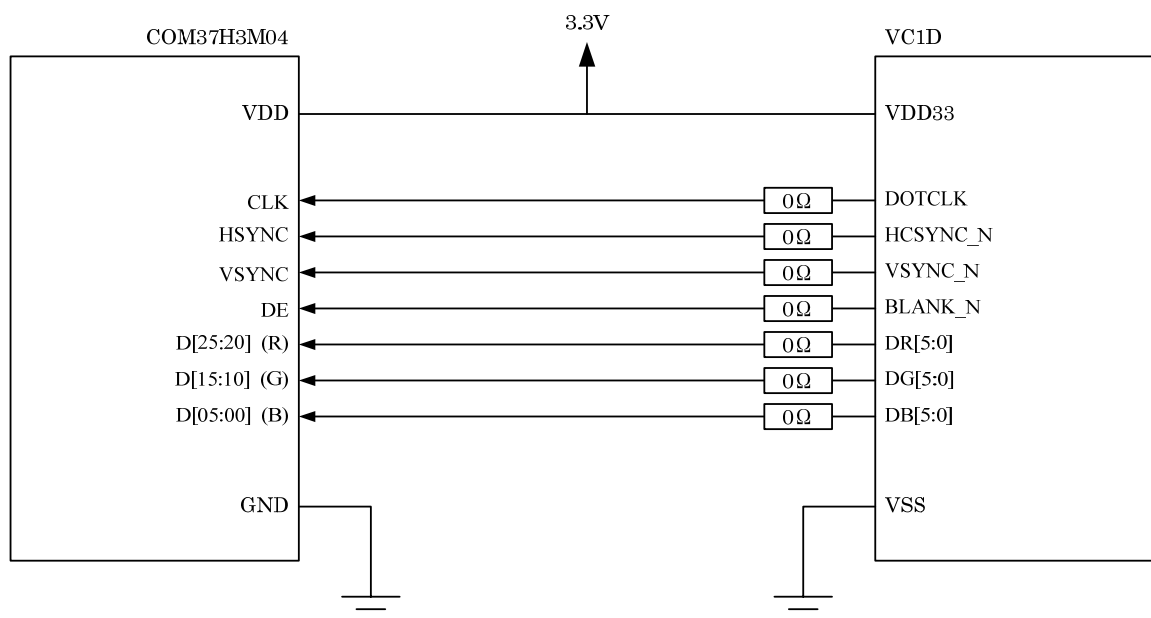 3.3V
COM37H3M04 VC1D
VDD VDD33
CLK 0Ω DOTCLK
HSYNC 0Ω HCSYNC_N
VSYNC 0Ω VSYNC_N
DE 0Ω BLANK_N
D[25:20] (R) 0Ω DR[5:0]
D[15:10] (G) 0Ω DG[5:0]
D[05:00] (B) 0Ω DB[5:0]
GND VSS